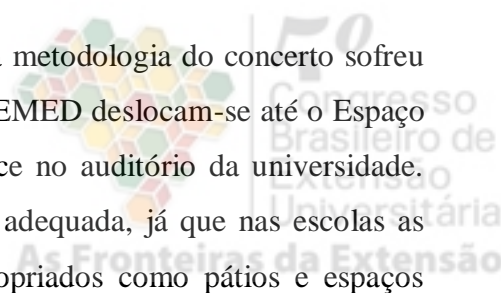 a metodologia do concerto sofreu
EMED deslocam-se até o Espaço
ce no auditório da universidade.
adequada, já que nas escolas as
opriados como pátios e espaços
5º
Congresso
Brasileiro de
Extensão
Universitária
As Fronteiras da Extensão